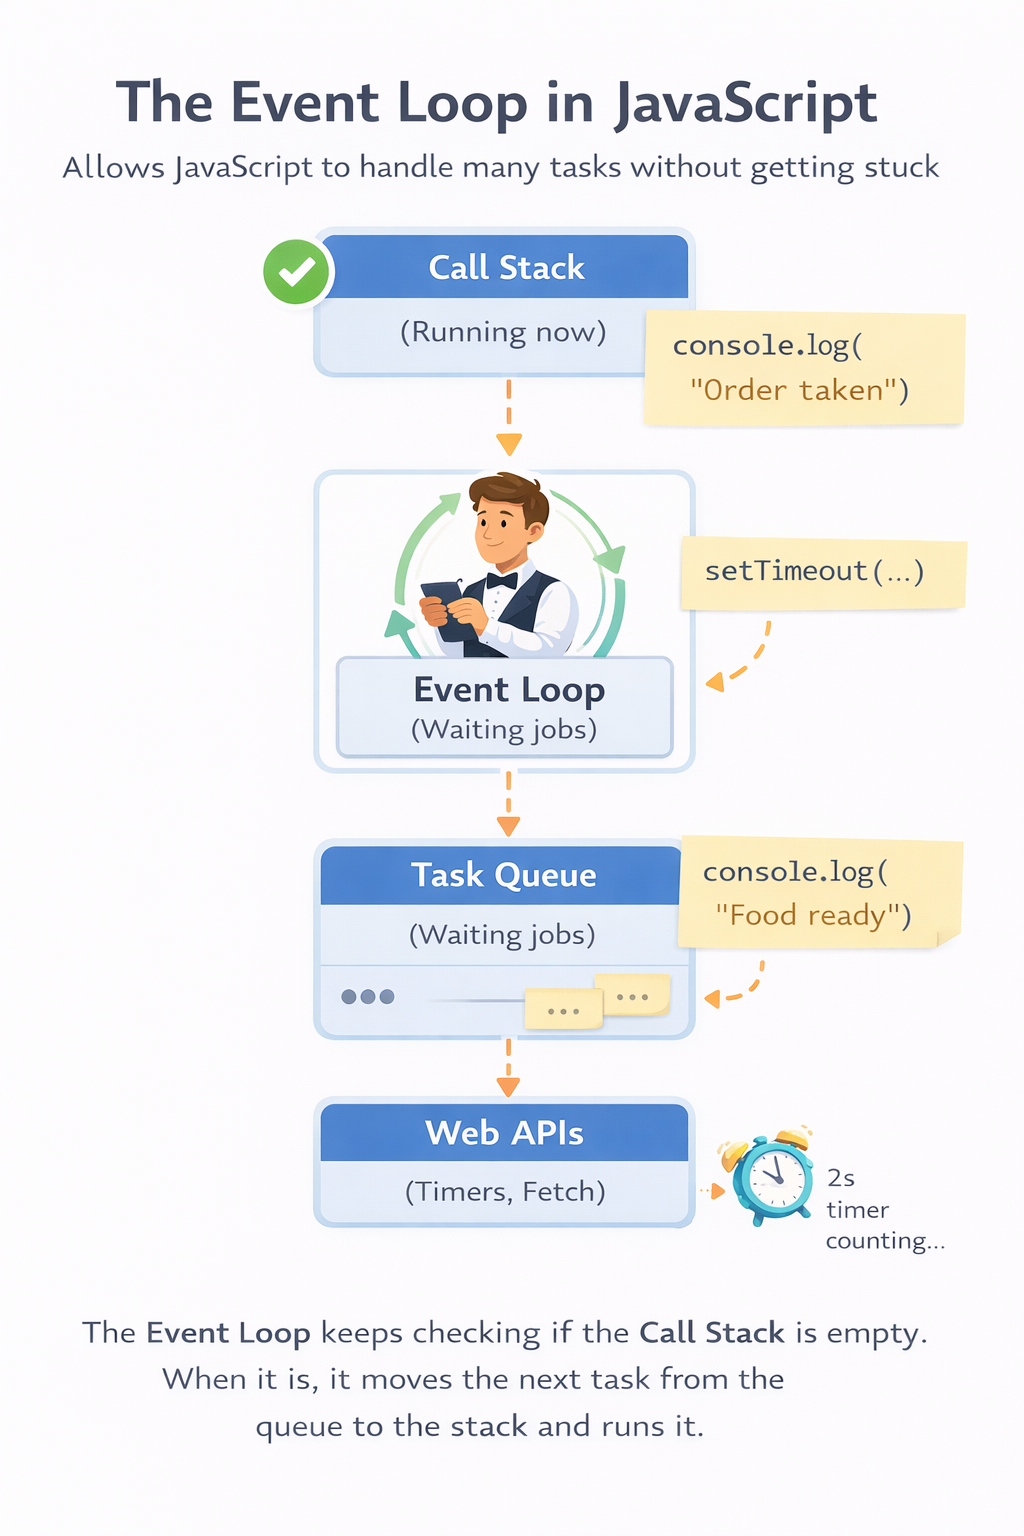 The Event Loop in JavaScript
Allows JavaScript to handle many tasks without getting stuck
Call Stack
(Running now)
console.log(
"Order taken")
setTimeout(...)
Event Loop
(Waiting jobs)
Task Queue
(Waiting jobs)
console.log(
"Food ready")
Web APIs
(Timers, Fetch)
2s
timer
counting...
The Event Loop keeps checking if the Call Stack is empty.
When it is, it moves the next task from the
queue to the stack and runs it.